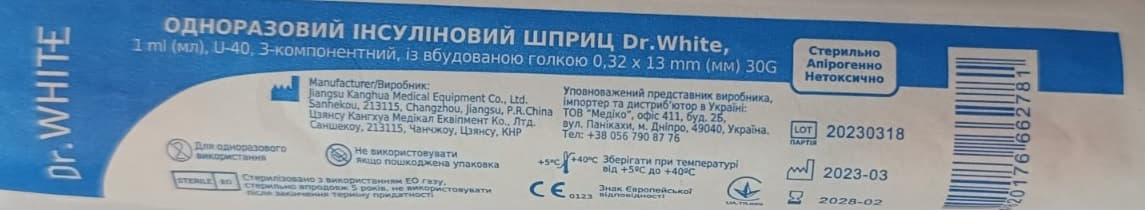 Dr.WHITE
ОДНОРАЗОВИЙ ІНСУЛІНОВИЙ ШПРИЦ Dr.White,
1 ml (мл), U-40, 3-компонентний, із вбудованою голкою 0,32 x 13 mm (мм) 30G
Стерильно
Апірогенно
Нетоксично
Manufacturer/Виробник:
Jiangsu Kanghua Medical Equipment Co., Ltd.
Sanhekou, 213115, Changzhou, Jiangsu, P.R.China
Цзянсу Кангхуа Медікал Еквіпмент Ко., Лтд.
Саншекоу, 213115, Чанчжоу, Цзянсу, КНР
Уповноважений представник виробника,
імпортер та дистриб'ютор в Україні:
ТОВ "Медіко", офіс 411, буд. 2Б,
вул. Панікахи, м. Дніпро, 49040, Україна.
Тел: +38 056 790 87 76
LOT 20230318
ПАРТІЯ
2023-03
2028-02
Для одноразового
використання
Не використовувати
якщо пошкоджена упаковка
+5ºC +40ºC Зберігати при температурі
від +5ºC до +40ºC
STERILE EO Стерилізовано з використанням ЕО газу,
стерильно впродовж 5 років, не використовувати
після закінчення терміну придатності
CE 0123 Знак Європейської
відповідності